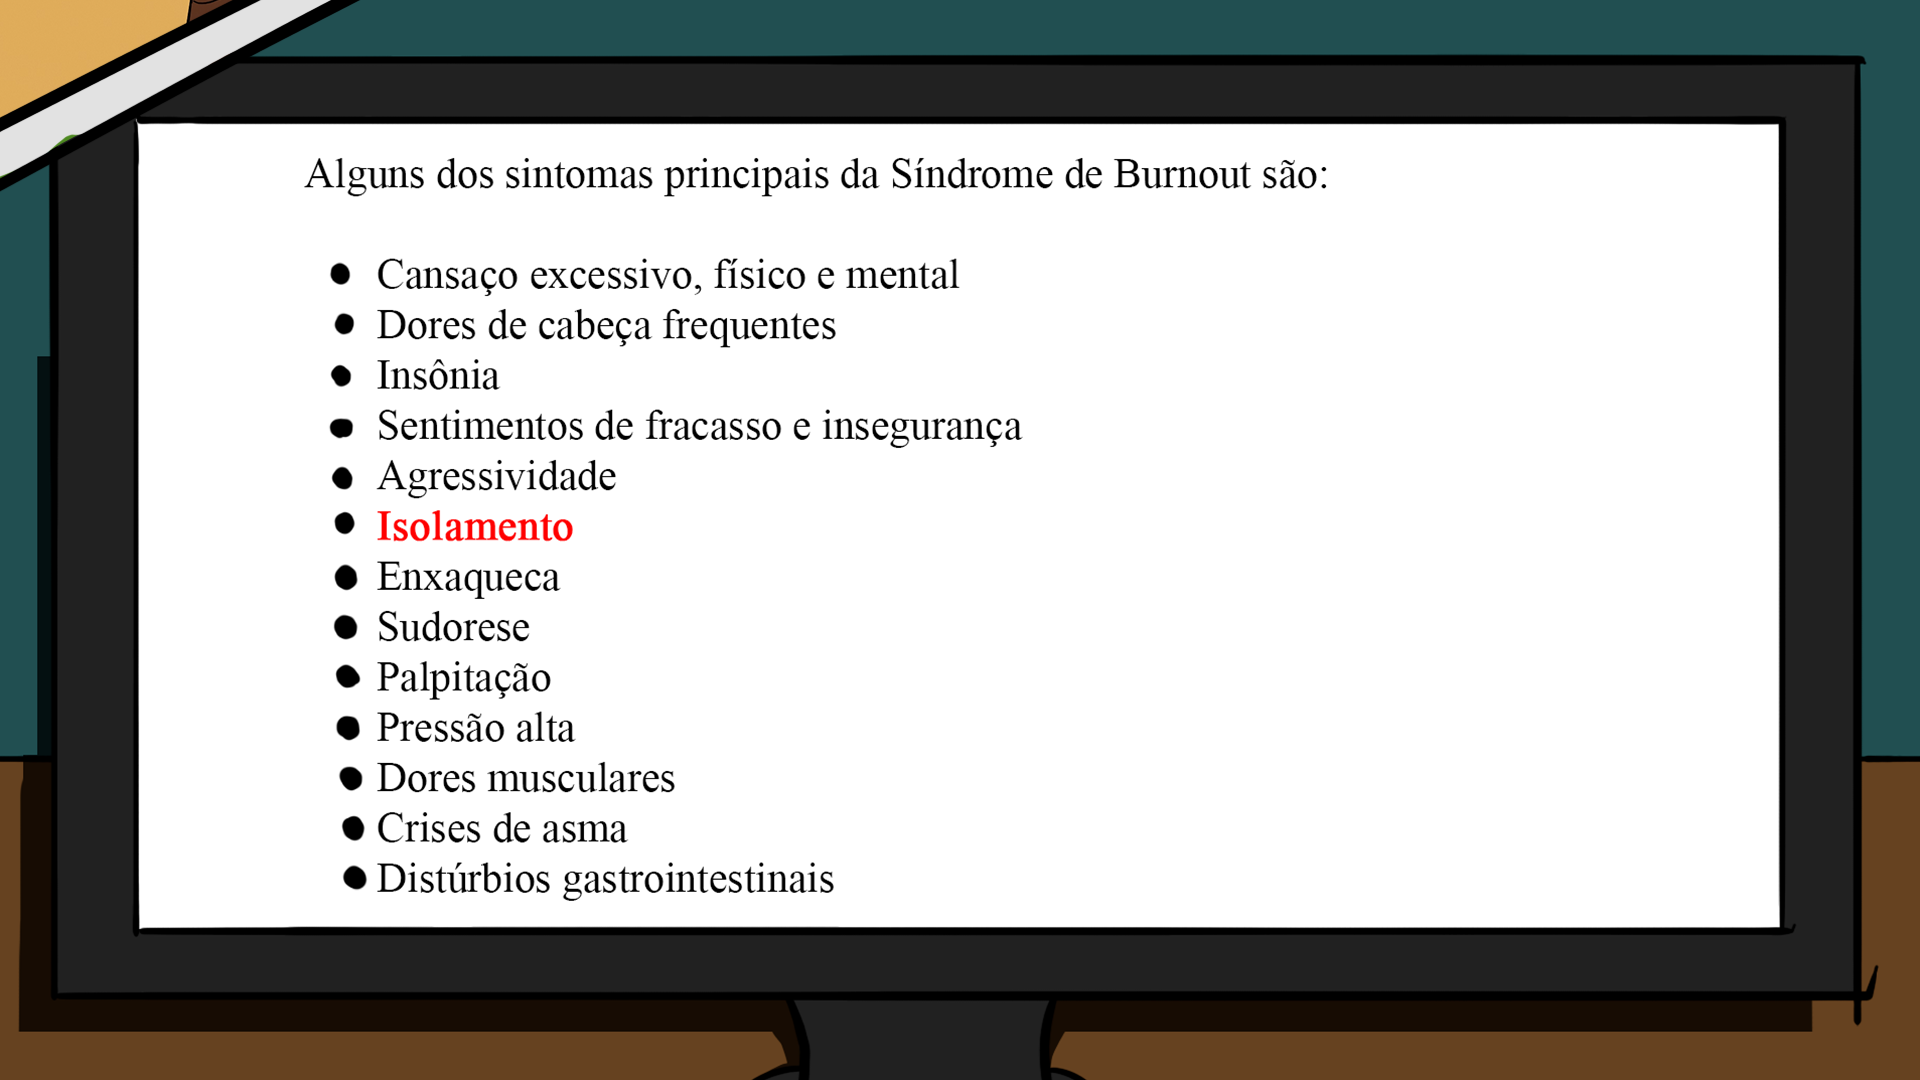 Alguns dos sintomas principais da Síndrome de Burnout são:
● Cansaço excessivo, físico e mental
● Dores de cabeça frequentes
● Insônia
● Sentimentos de fracasso e insegurança
● Agressividade
● Isolamento
● Enxaqueca
● Sudorese
● Palpitação
● Pressão alta
● Dores musculares
● Crises de asma
● Distúrbios gastrointestinais